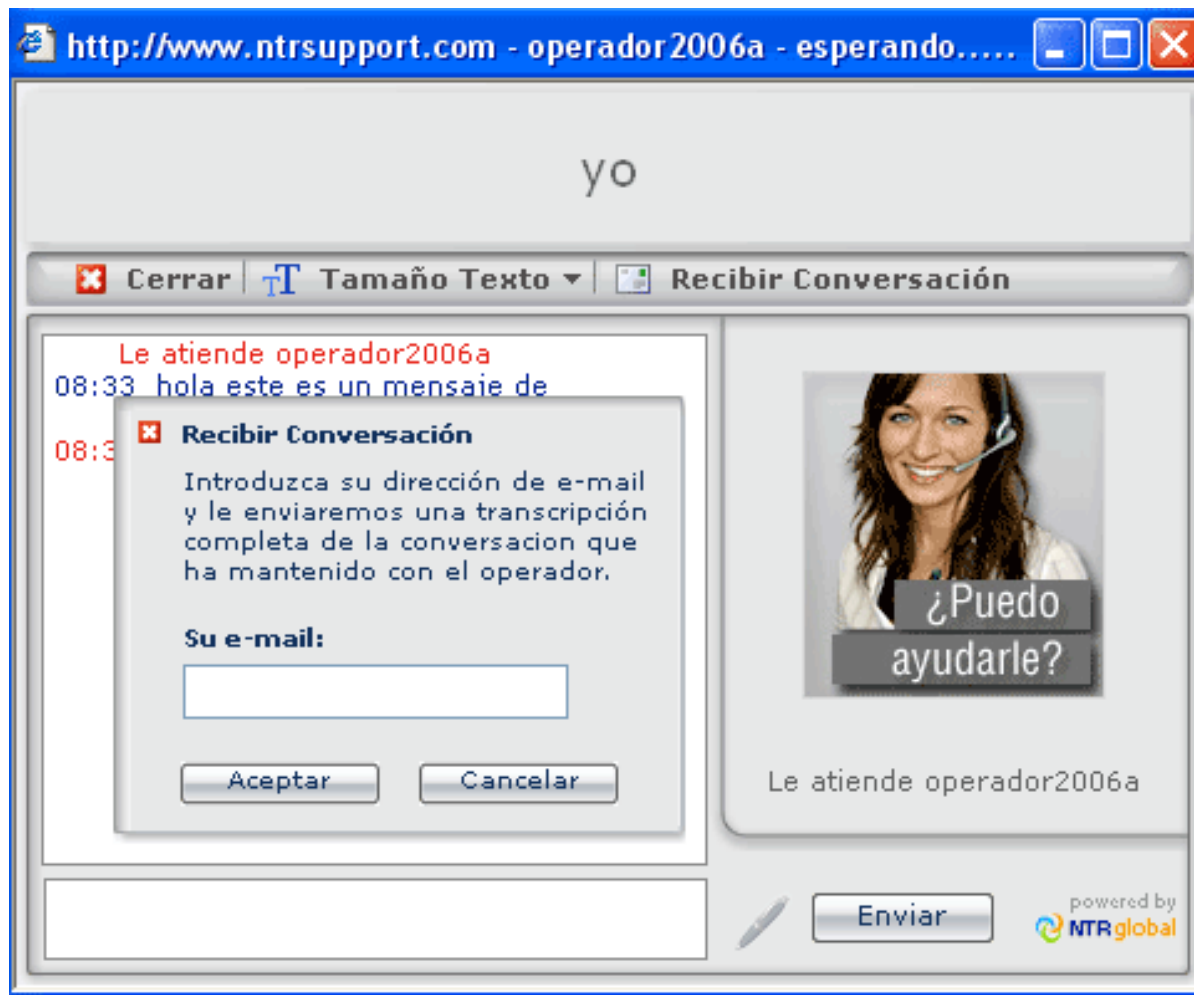 http://www.ntrsupport.com - operador2006a - esperando......
yo
Cerrar Tamaño Texto Recibir Conversación
Le atiende operador2006a
08:33 hola este es un mensaje de
08:3
Recibir Conversación
Introduzca su dirección de e-mail
y le enviaremos una transcripción
completa de la conversacion que
ha mantenido con el operador.
Su e-mail:
Aceptar Cancelar
¿Puedo
ayudarle?
Le atiende operador2006a
Enviar
powered by
NTRglobal